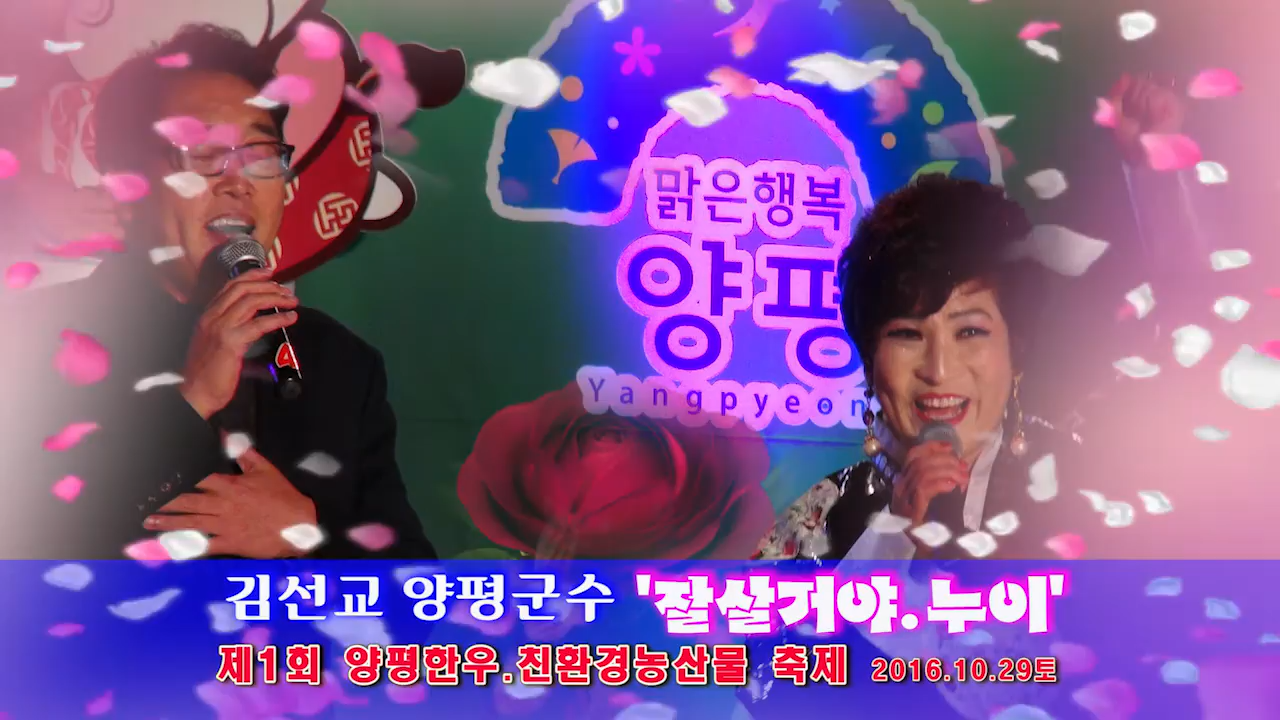 맑은행복
양평
Yangpyeon
김선교 양평군수 '잘살거야.누이'
제1회 양평한우.친환경농산물 축제 2016.10.29토